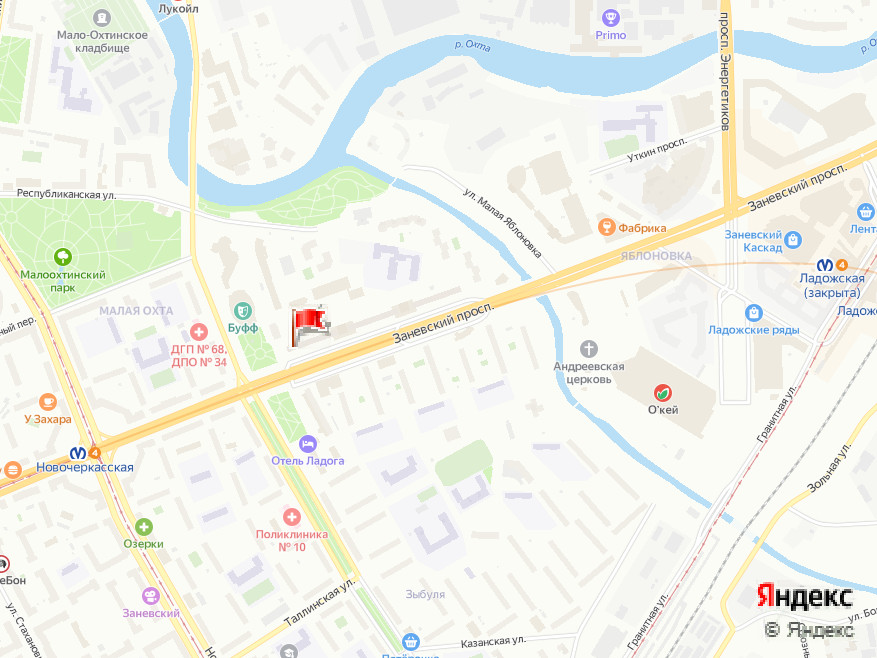 Лукойл
Мало-Охтинское
кладбище
р. Охта
Primo
просп. Энергетиков
Уткин просп.
Республиканская ул.
ул. Малая Яблоновка
Заневский просп.
Фабрика
Заневский
Каскад
Лента
ЯБЛОНОВКА
Малоохтинский
парк
4
Ладожская
(закрыта)
МАЛАЯ ОХТА
Буфф
Заневский просп.
Ладожские ряды
ДГП № 68,
ДПО № 34
Андреевская
церковь
У Захара
О'кей
Гранитная ул.
4
Новочеркасская
Отель Ладога
Зольная ул.
Поликлиника
№ 10
Озерки
Таллинская ул.
Зыбуля
Заневский
Гранитная ул.
Казанская ул.
Яндекс
© Яндекс